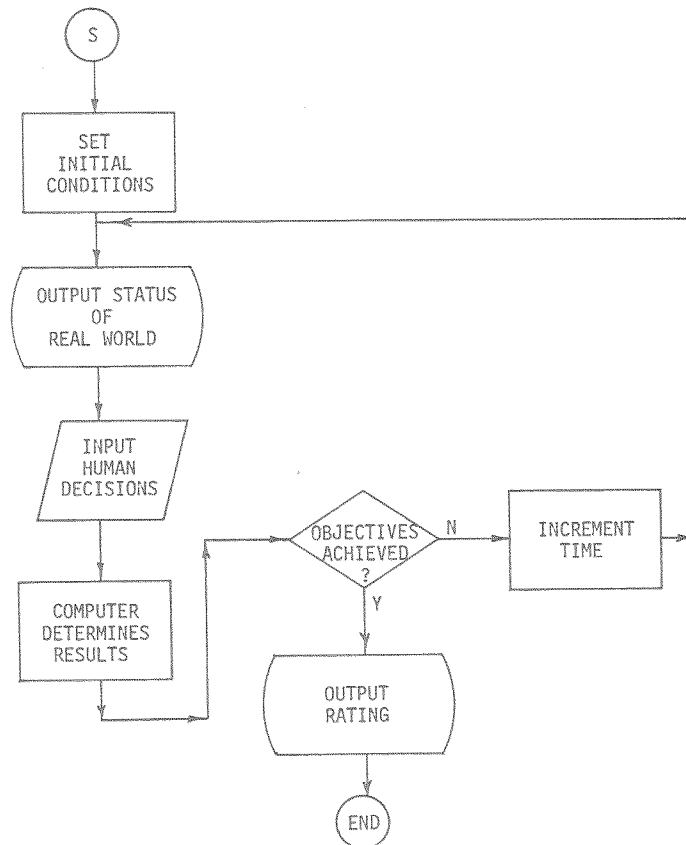 S
SET
INITIAL
CONDITIONS
OUTPUT STATUS
OF
REAL WORLD
INPUT
HUMAN
DECISIONS
COMPUTER
DETERMINES
RESULTS
OBJECTIVES
ACHIEVED
?
N
INCREMENT
TIME
Y
OUTPUT
RATING
END